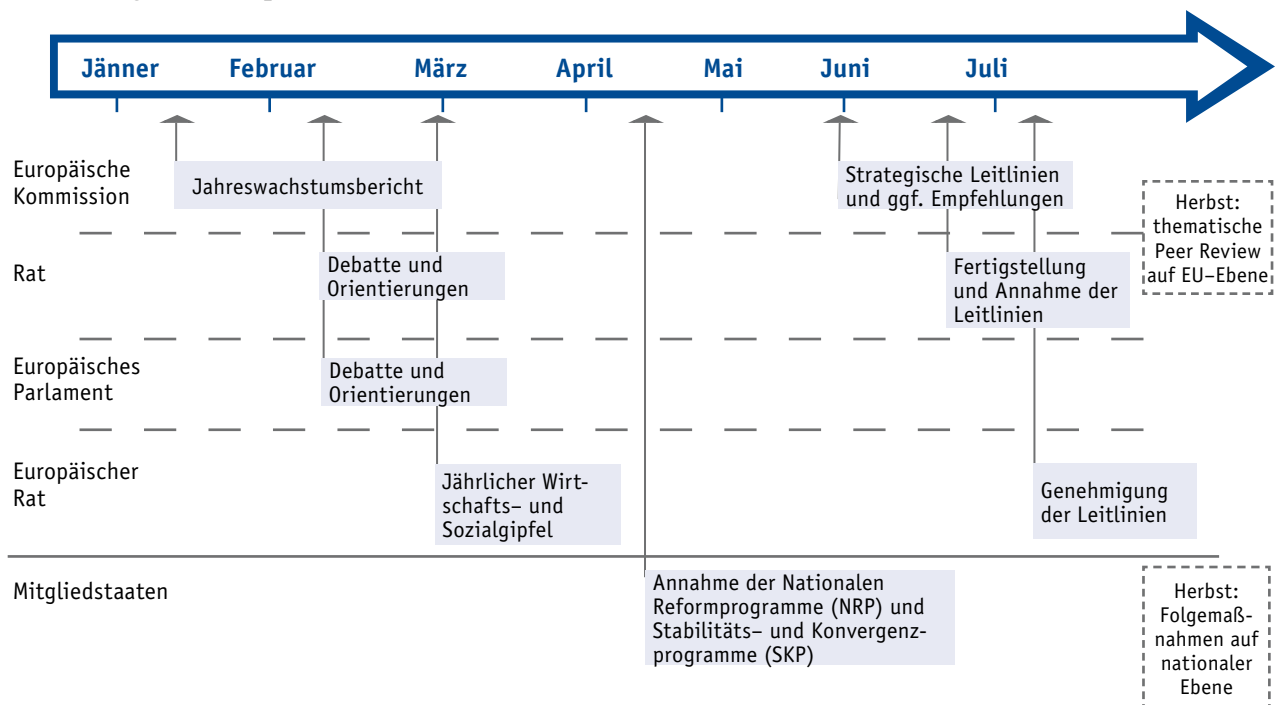 Jänner Februar März April Mai Juni Juli
Europäische
Kommission
Jahreswachstumsbericht
Strategische Leitlinien
und ggf. Empfehlungen
Herbst:
thematische
Peer Review
auf EU–Ebene
Rat
Debatte und
Orientierungen
Fertigstellung
und Annahme der
Leitlinien
Europäisches
Parlament
Debatte und
Orientierungen
Europäischer
Rat
Jährlicher Wirt–
schafts– und
Sozialgipfel
Genehmigung
der Leitlinien
Mitgliedstaaten
Annahme der Nationalen
Reformprogramme (NRP) und
Stabilitäts– und Konvergenz–
programme (SKP)
Herbst:
Folgemaß–
nahmen auf
nationaler
Ebene